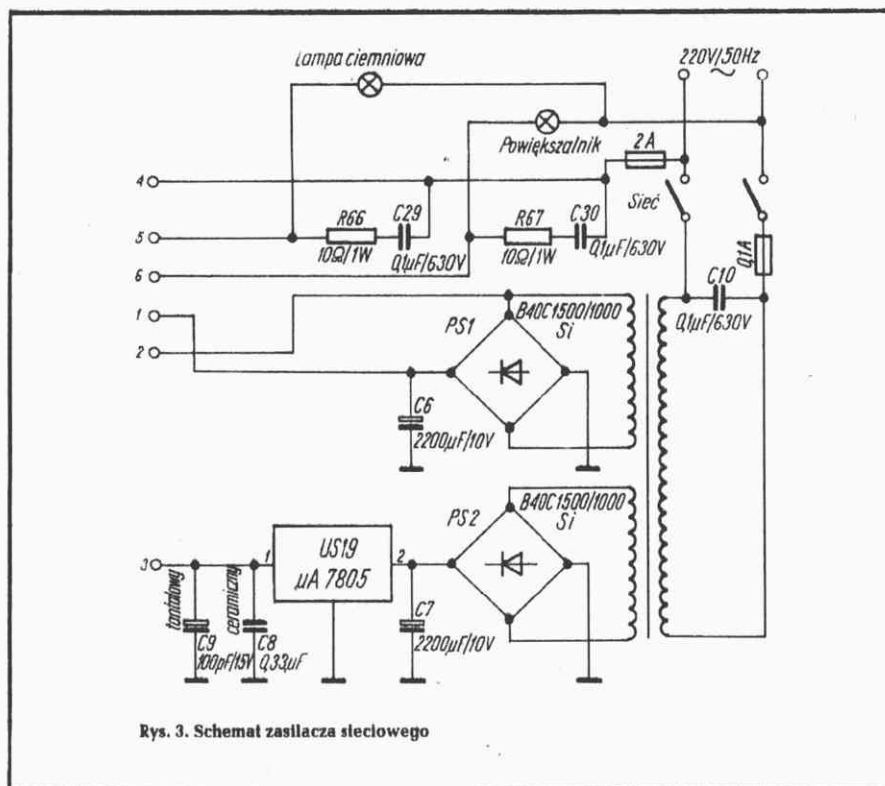 Lampa ciemniowa
220V/50Hz
~
Powiększalnik
2A
4
Sieć
R66
C29
R67
C30
5
10Ω/1W
0,1µF/630V
10Ω/1W
0,1µF/630V
0,1A
6
C10
1
PS1
B40C1500/1000
Si
0,1µF/630V
2
C6
2200µF/10V
PS2
B40C1500/1000
Si
3
tantalowy
ceramiczny
1
US19
µA 7805
2
C9
100pF/15V
C8
0,33µF
C7
2200µF/10V
Rys. 3. Schemat zasilacza sieciowego